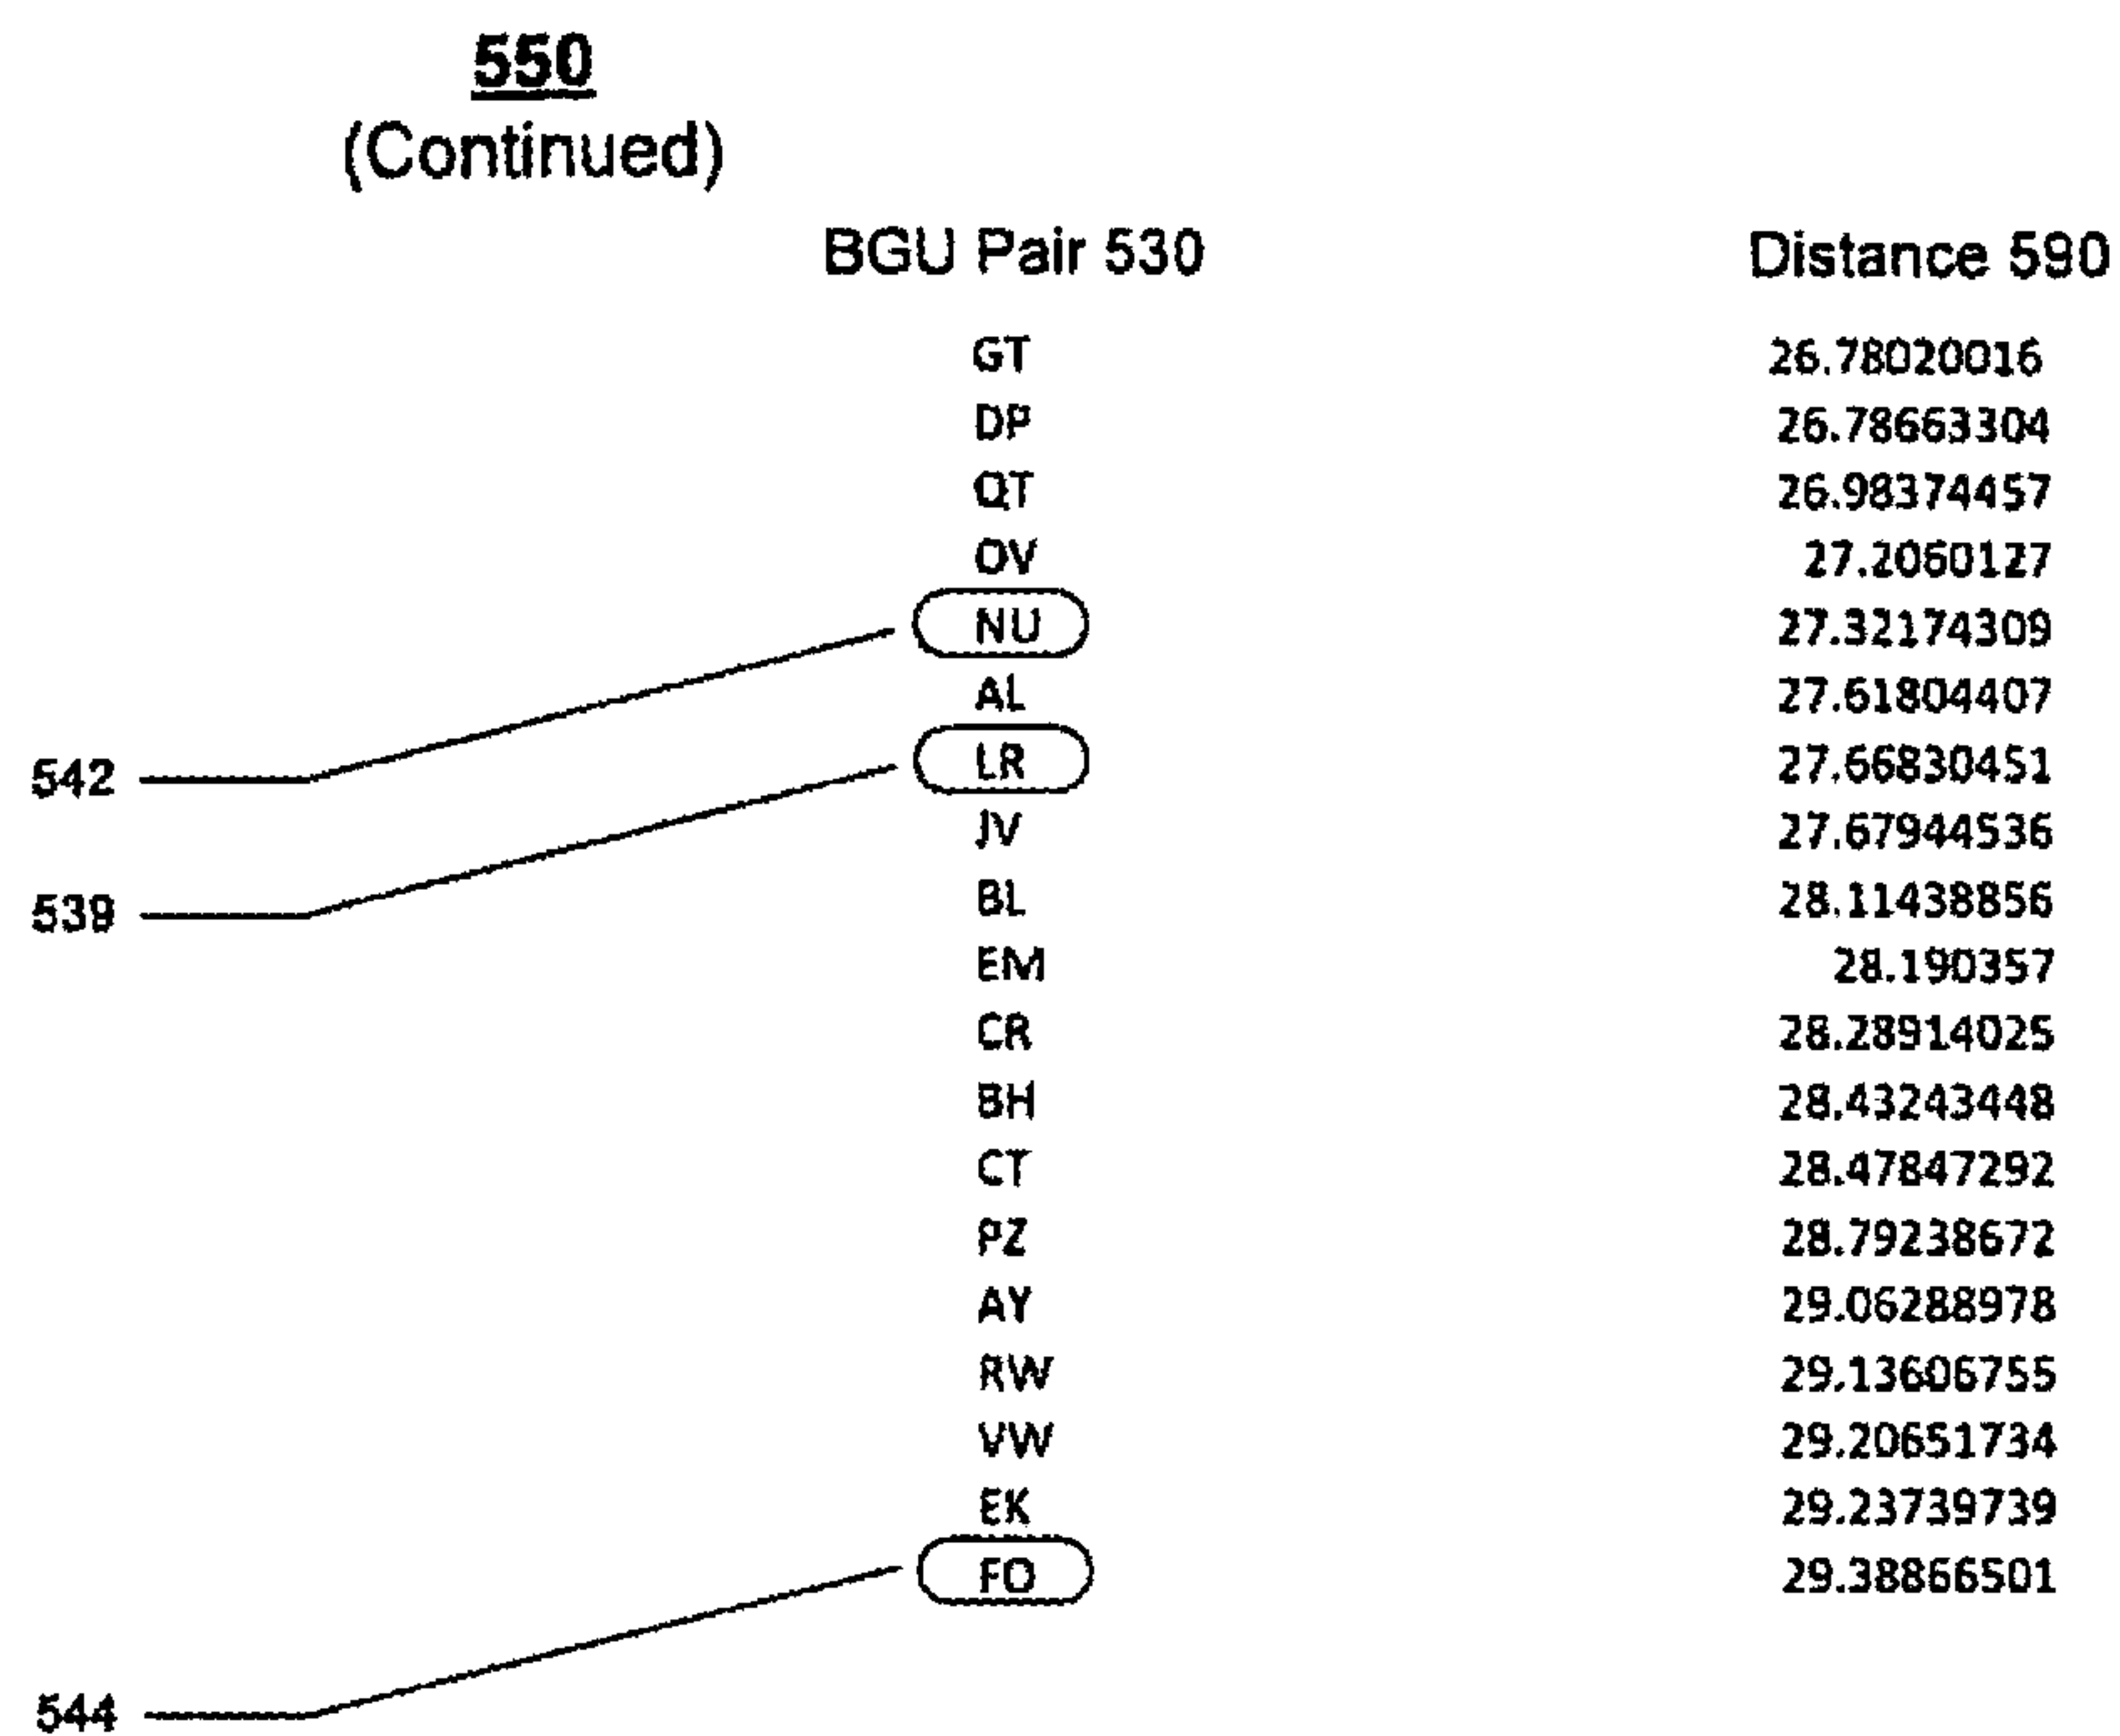 550
(Continued)
BGU Pair 530 Distance 590
GT 26.78020016
DP 26.78663304
QT 26.98374457
OV 27.2060127
NU 27.32174309
AL 27.61804407
542 LR 27.66830451
JV 27.67944536
539 BL 28.11438856
EM 28.190357
CR 28.28914025
BH 28.43243448
CT 28.47847292
PZ 28.79238672
AY 29.06288978
RW 29.13606755
VW 29.20651734
EK 29.23739739
FO 29.38866501
544